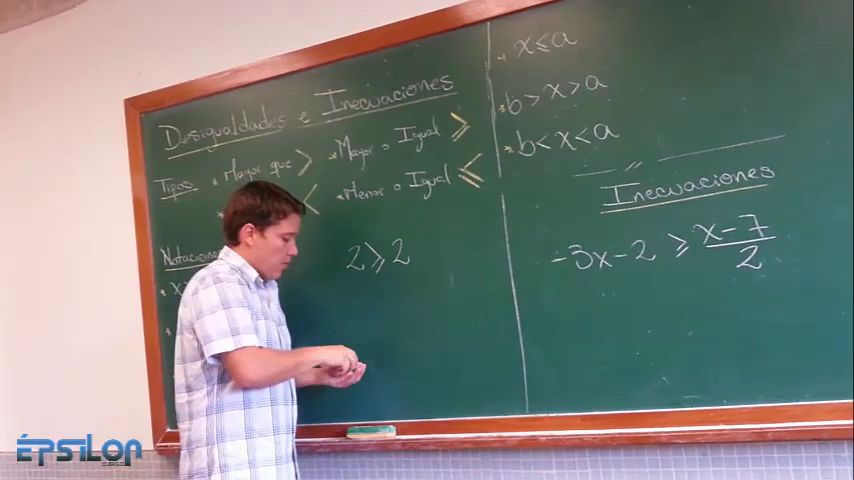 Desigualdades e Inecuaciones
Tipos • Mayor que > • Mayor o Igual ≥
< • Menor o Igual ≤
Notaciones
2 ≥ 2
x ≤ a
b > x > a
b < x < a
Inecuaciones
-3x - 2 ≥ x - 7 / 2
ÉPSILON